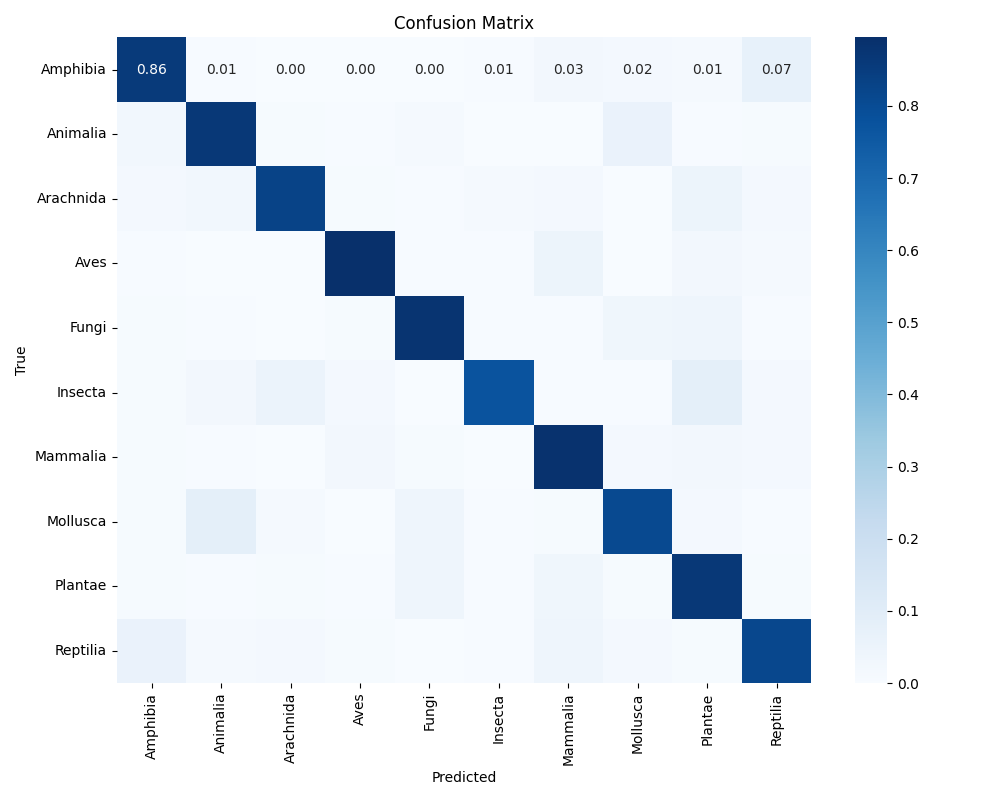 Confusion Matrix
Amphibia 0.86 0.01 0.00 0.00 0.00 0.01 0.03 0.02 0.01 0.07
Animalia
Arachnida
Aves
Fungi
Insecta
Mammalia
Mollusca
Plantae
Reptilia
True
Amphibia Animalia Arachnida Aves Fungi Insecta Mammalia Mollusca Plantae Reptilia
Predicted
0.8
0.7
0.6
0.5
0.4
0.3
0.2
0.1
0.0